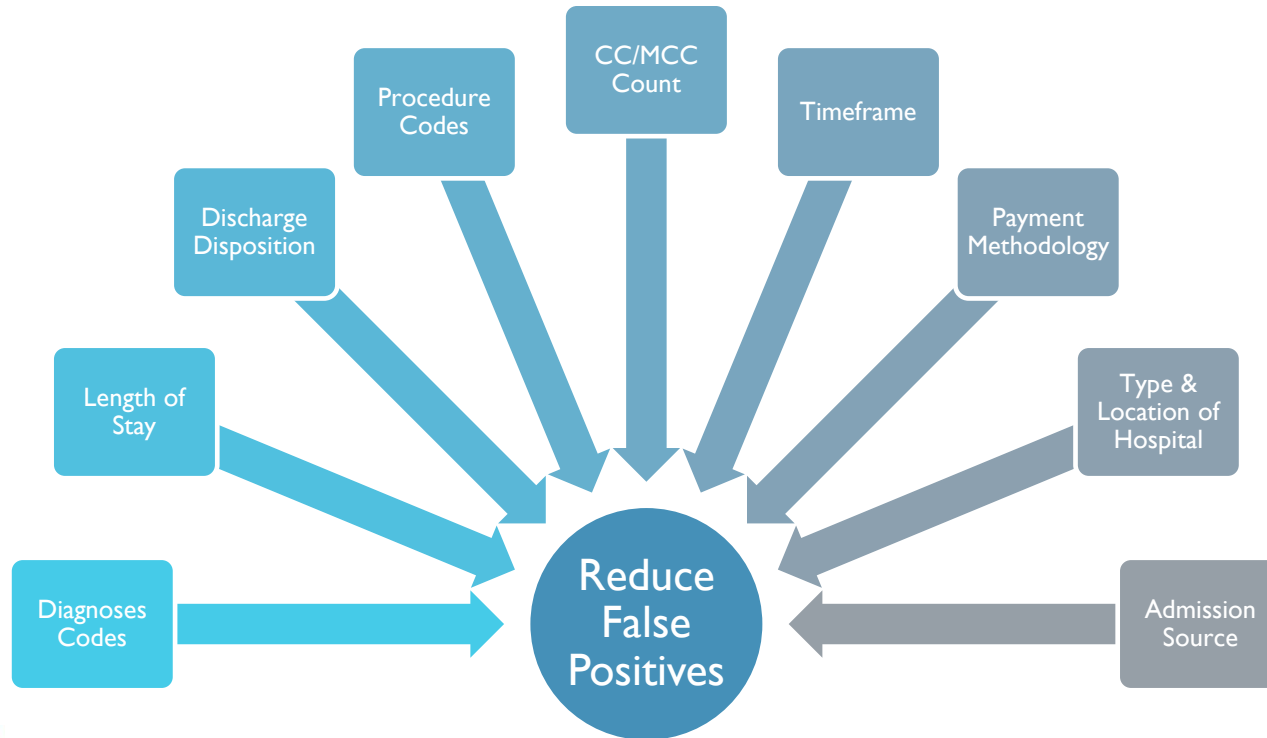 CC/MCC
Count
Procedure
Codes
Timeframe
Discharge
Disposition
Payment
Methodology
Length of
Stay
Type &
Location of
Hospital
Diagnoses
Codes
Reduce
False
Positives
Admission
Source